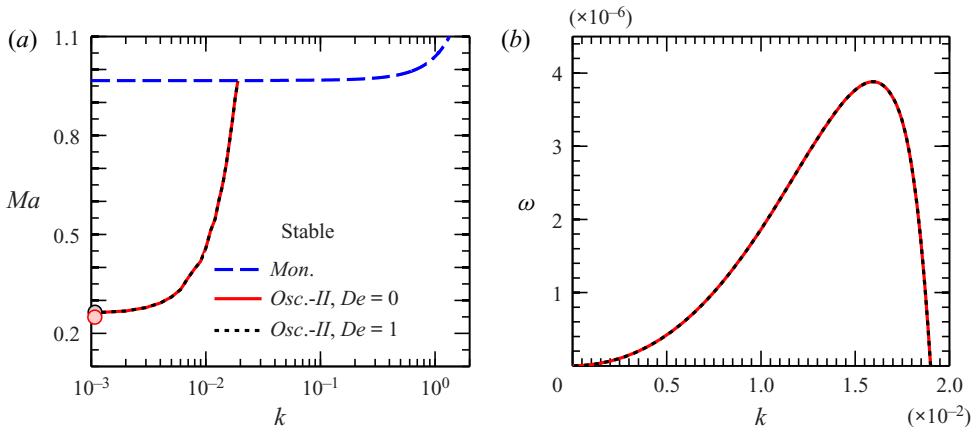 (×10⁻⁶)
(a)
(b)
1.1
0.8
0.5
0.2
Ma
Stable
Mon.
Osc.-II, De = 0
Osc.-II, De = 1
10⁻³ 10⁻² 10⁻¹ 10⁰
k
4
3
2
1
0
ω
0 0.5 1.0 1.5 2.0
k
(×10⁻²)